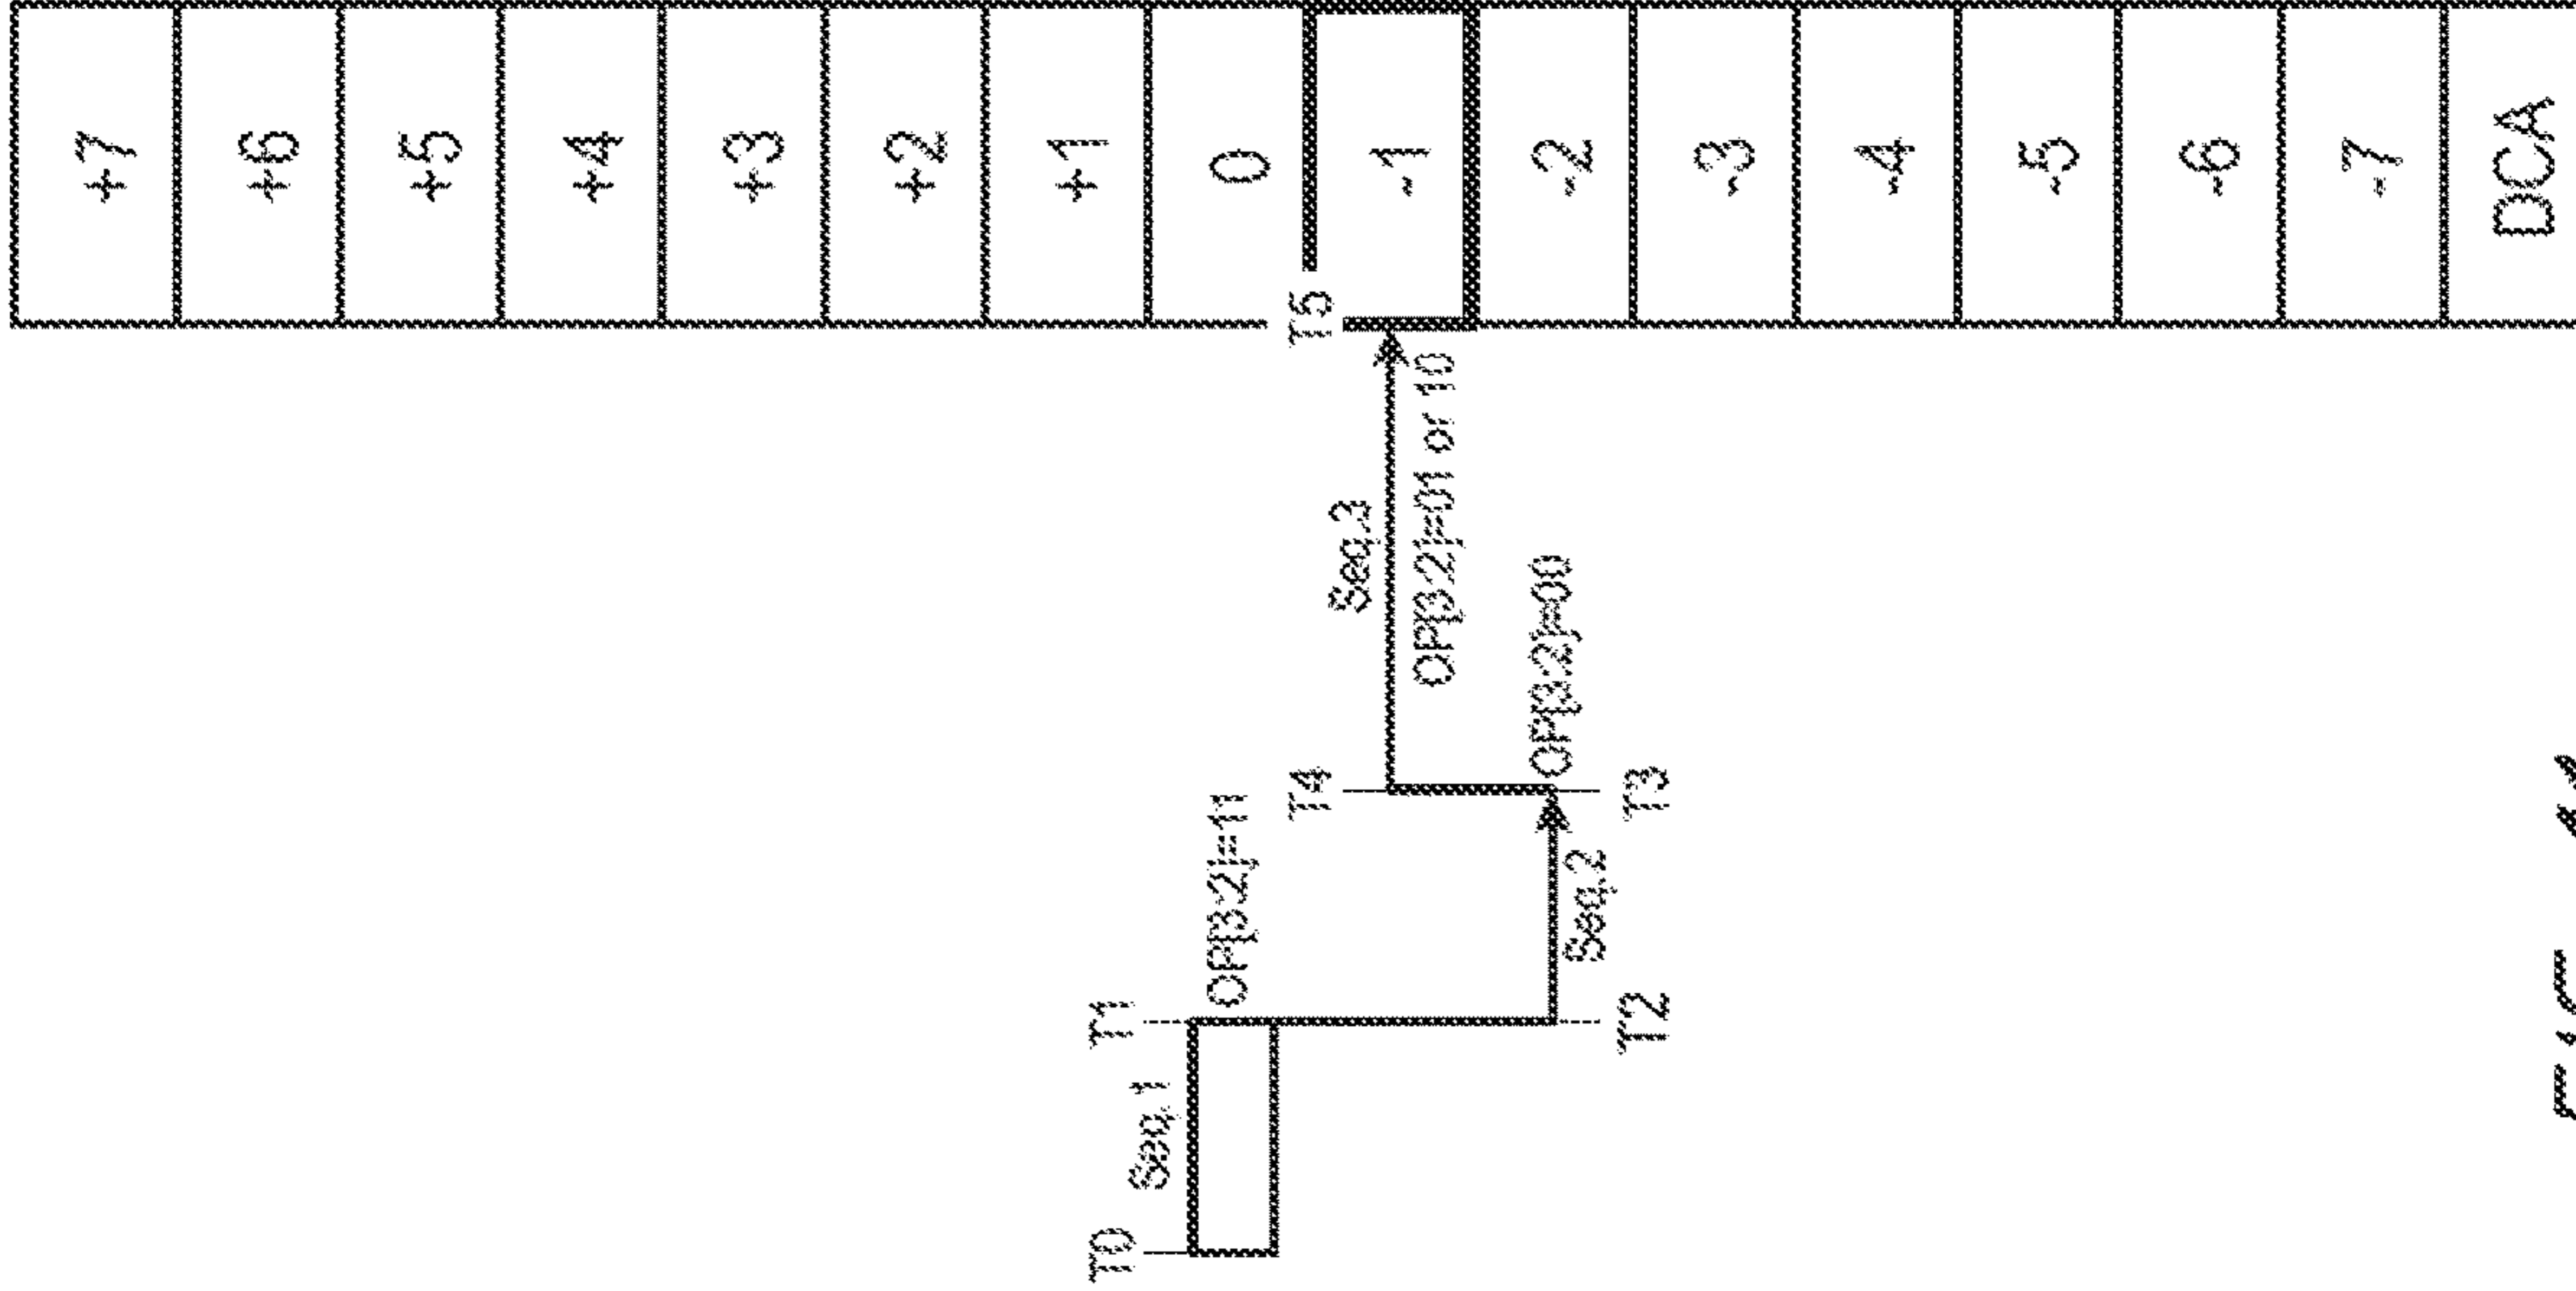 +7
+6
+5
+4
+3
+2
+1
0
-1
-2
-3
-4
-5
-6
-7
DCA
T5
Seq.3
OP[3:2]=01 or 10
OP[3:2]=00
T4
T3
OP[3:2]=11
Seq.2
T1
T2
Seq.1
T0